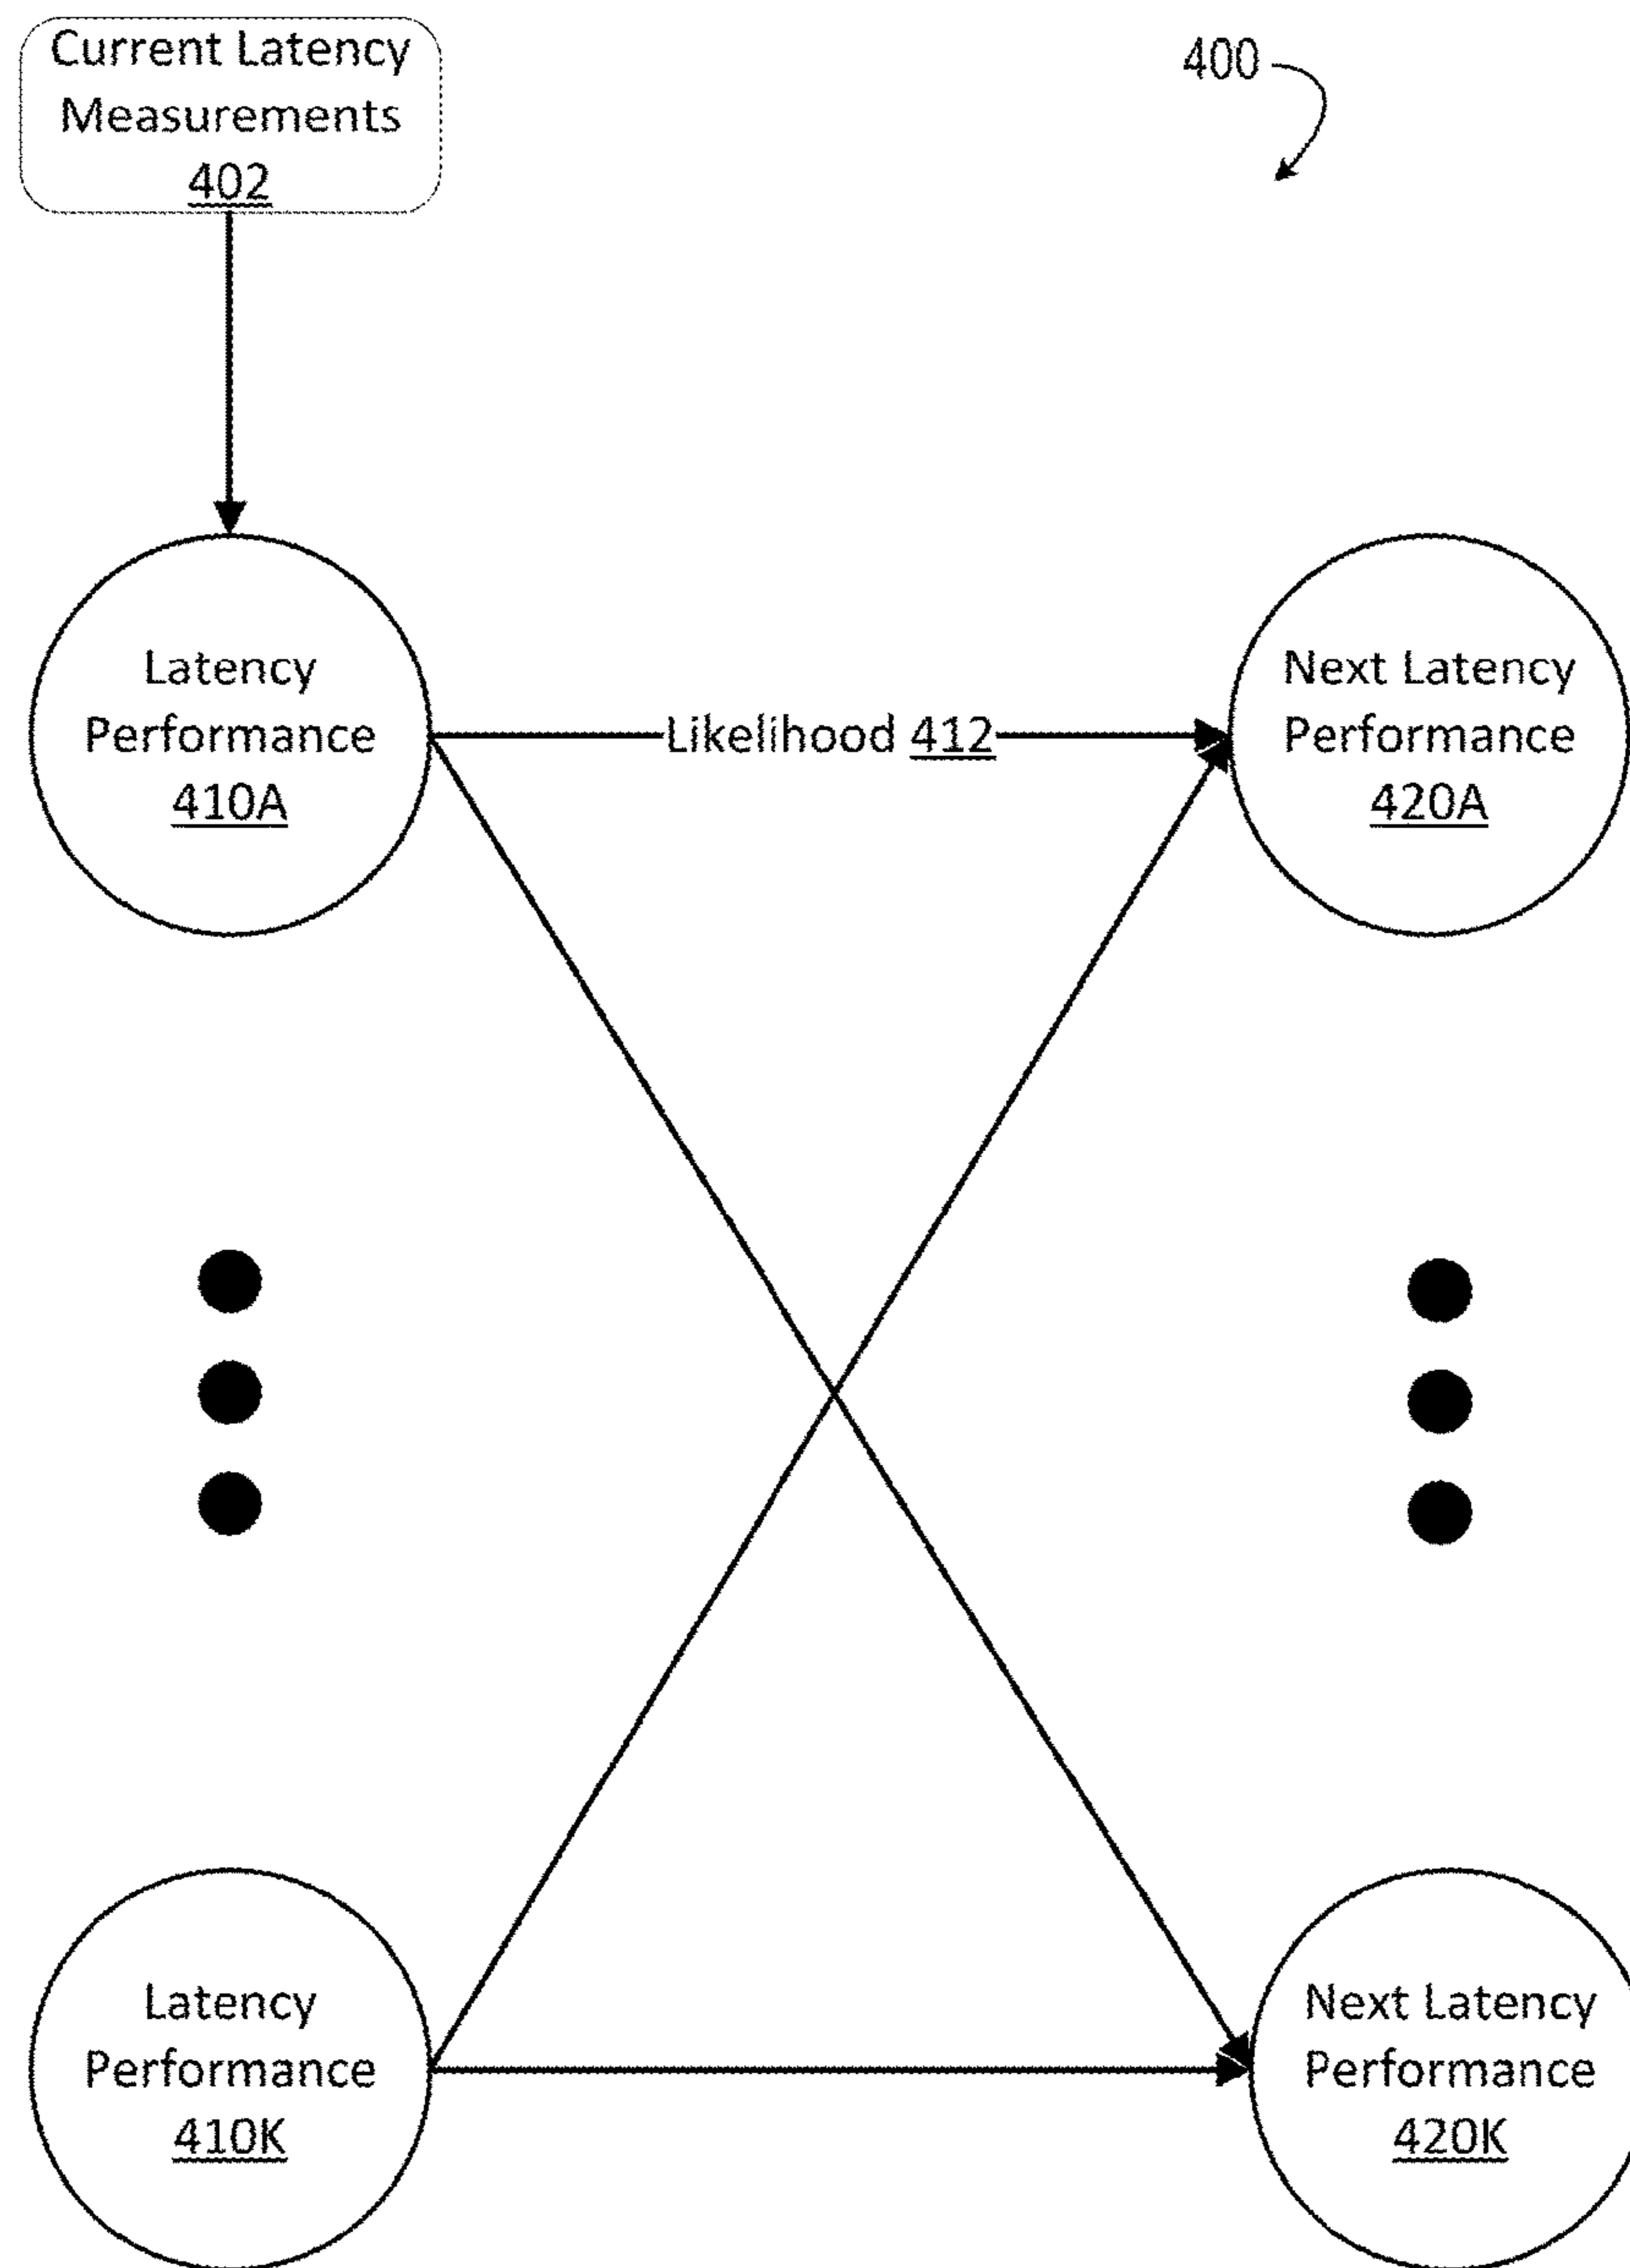 Current Latency
Measurements
402
400
Latency
Performance
410A
Likelihood 412
Next Latency
Performance
420A
Latency
Performance
410K
Next Latency
Performance
420K